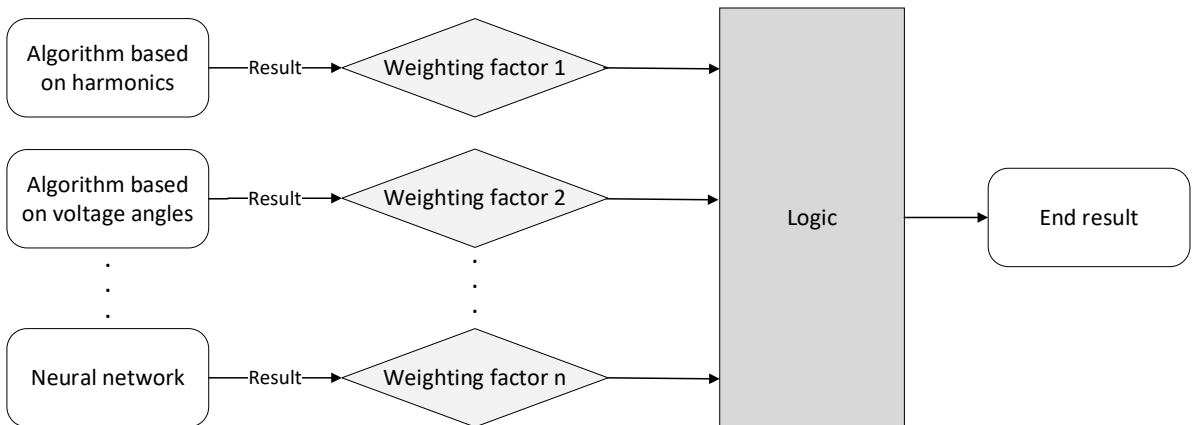 Algorithm based
on harmonics
Result
Weighting factor 1
Algorithm based
on voltage angles
Result
Weighting factor 2
Logic
End result
Neural network
Result
Weighting factor n